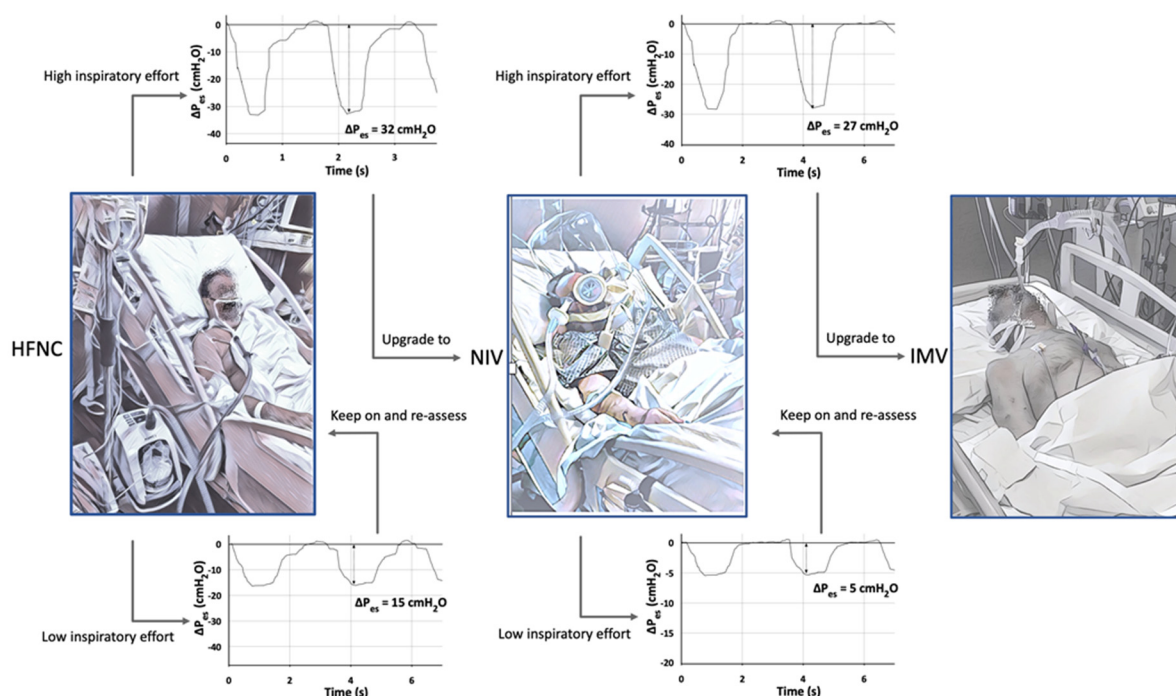 0
-10
-20
-30
-40
ΔPes (cmH2O)
ΔPes = 32 cmH2O
0
1
2
3
Time (s)
High inspiratory effort
0
-10
-20
-30
-40
ΔPes (cmH2O)
ΔPes = 27 cmH2O
0
2
4
6
Time (s)
High inspiratory effort
HFNC
Upgrade to
NIV
Upgrade to
IMV
Keep on and re-assess
Keep on and re-assess
0
-10
-20
-30
-40
ΔPes (cmH2O)
ΔPes = 15 cmH2O
0
2
4
6
Time (s)
Low inspiratory effort
0
-5
-10
-15
-20
ΔPes (cmH2O)
ΔPes = 5 cmH2O
0
2
4
6
Time (s)
Low inspiratory effort